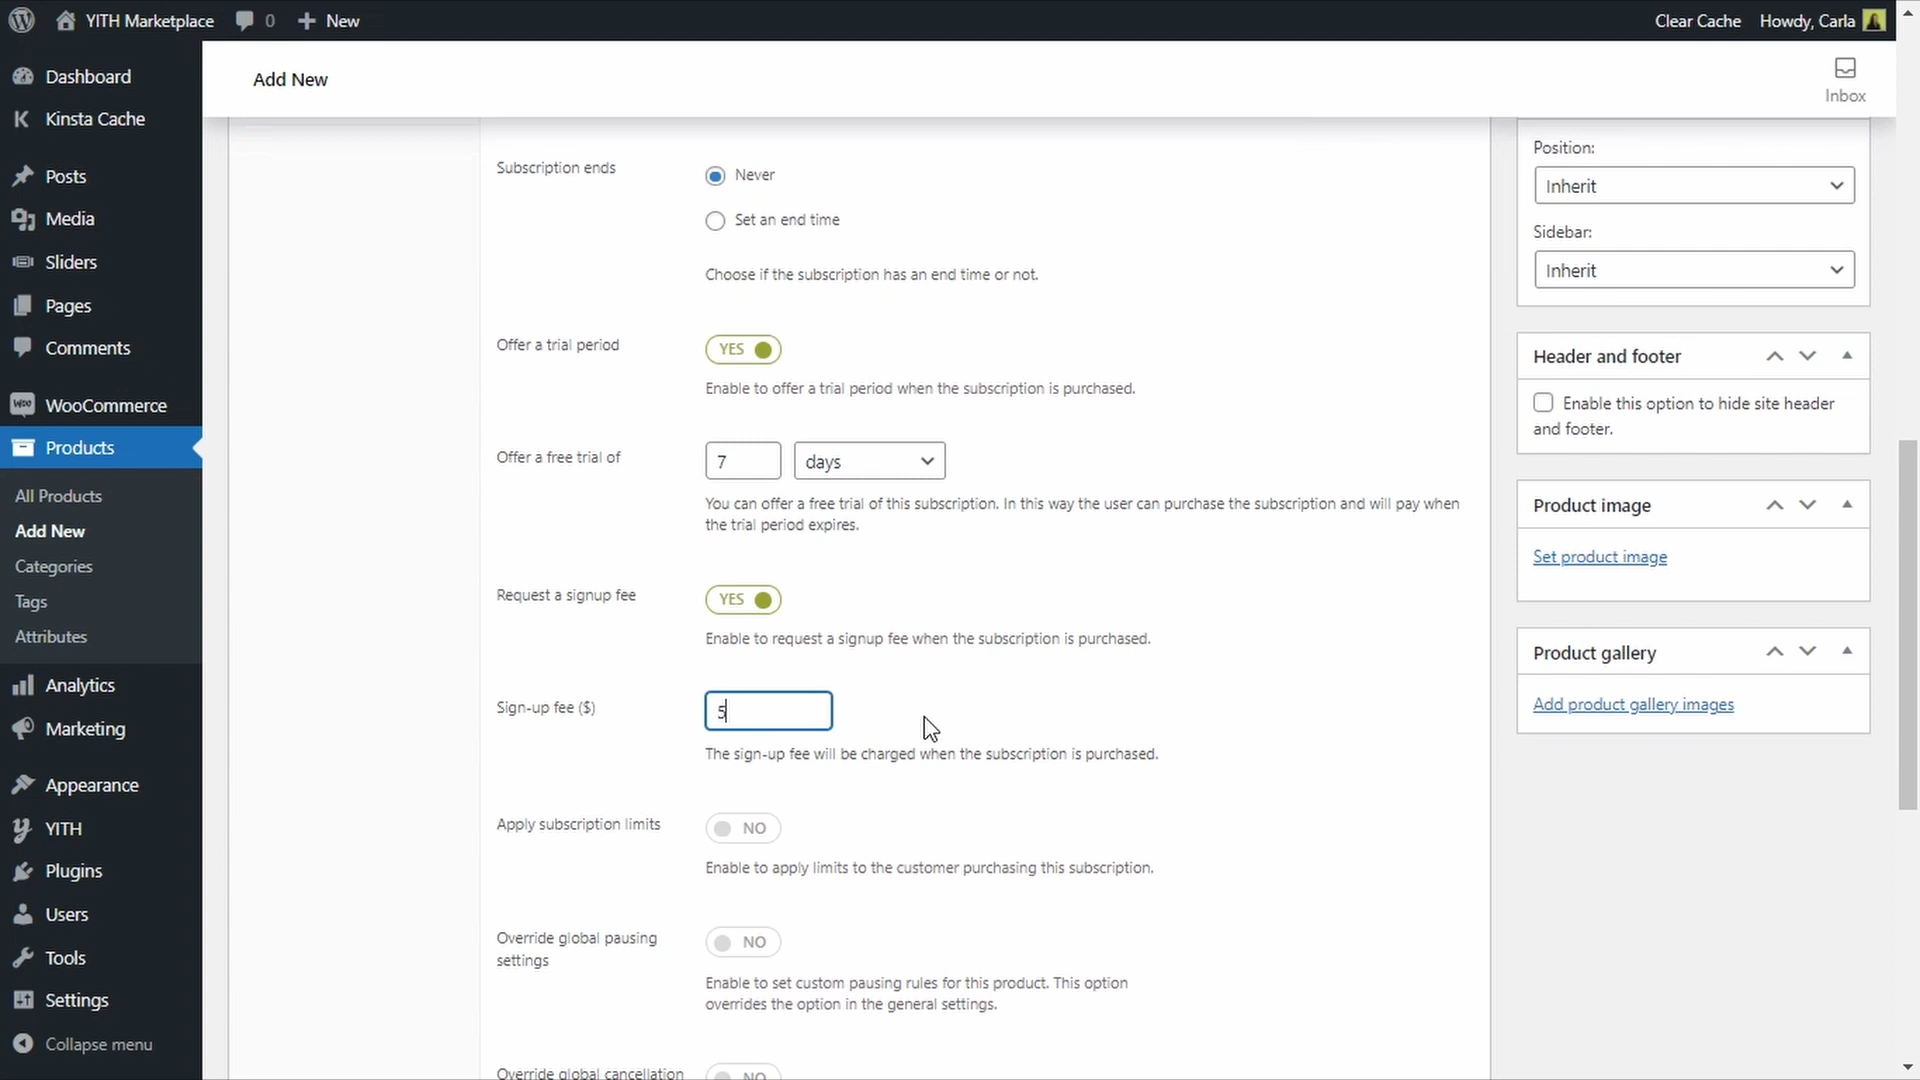 YITH Marketplace
0
New
Clear Cache
Howdy, Carla
Dashboard
Kinsta Cache
Posts
Media
Sliders
Pages
Comments
WooCommerce
Products
All Products
Add New
Categories
Tags
Attributes
Analytics
Marketing
Appearance
YITH
Plugins
Users
Tools
Settings
Collapse menu
Add New
Inbox
Subscription ends
Never
Set an end time
Choose if the subscription has an end time or not.
Offer a trial period
YES
Enable to offer a trial period when the subscription is purchased.
Offer a free trial of
7
days
You can offer a free trial of this subscription. In this way the user can purchase the subscription and will pay when
the trial period expires.
Request a signup fee
YES
Enable to request a signup fee when the subscription is purchased.
Sign-up fee ($)
5
The sign-up fee will be charged when the subscription is purchased.
Apply subscription limits
NO
Enable to apply limits to the customer purchasing this subscription.
Override global pausing
settings
NO
Enable to set custom pausing rules for this product. This option
overrides the option in the general settings.
Override global cancellation
NO
Position:
Inherit
Sidebar:
Inherit
Header and footer
Enable this option to hide site header
and footer.
Product image
Set product image
Product gallery
Add product gallery images